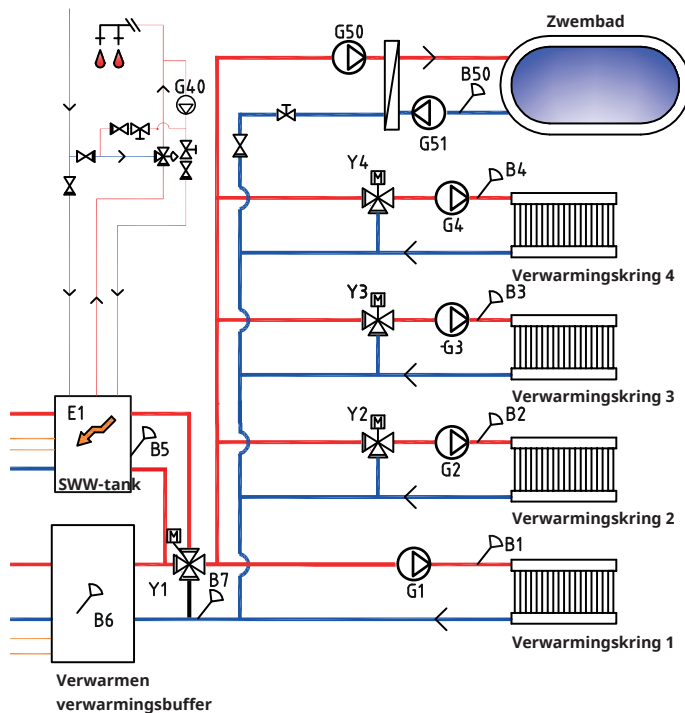 Zwembad
G50
B50
G40
G51
Y4
B4
G4
Verwarmingskring 4
Y3
B3
G3
Verwarmingskring 3
E1
B5
SWW-tank
Y2
B2
G2
Verwarmingskring 2
M
M
M
M
Y1
B7
B1
G1
B6
Verwarmingskring 1
Verwarmen
verwarmingsbuffer